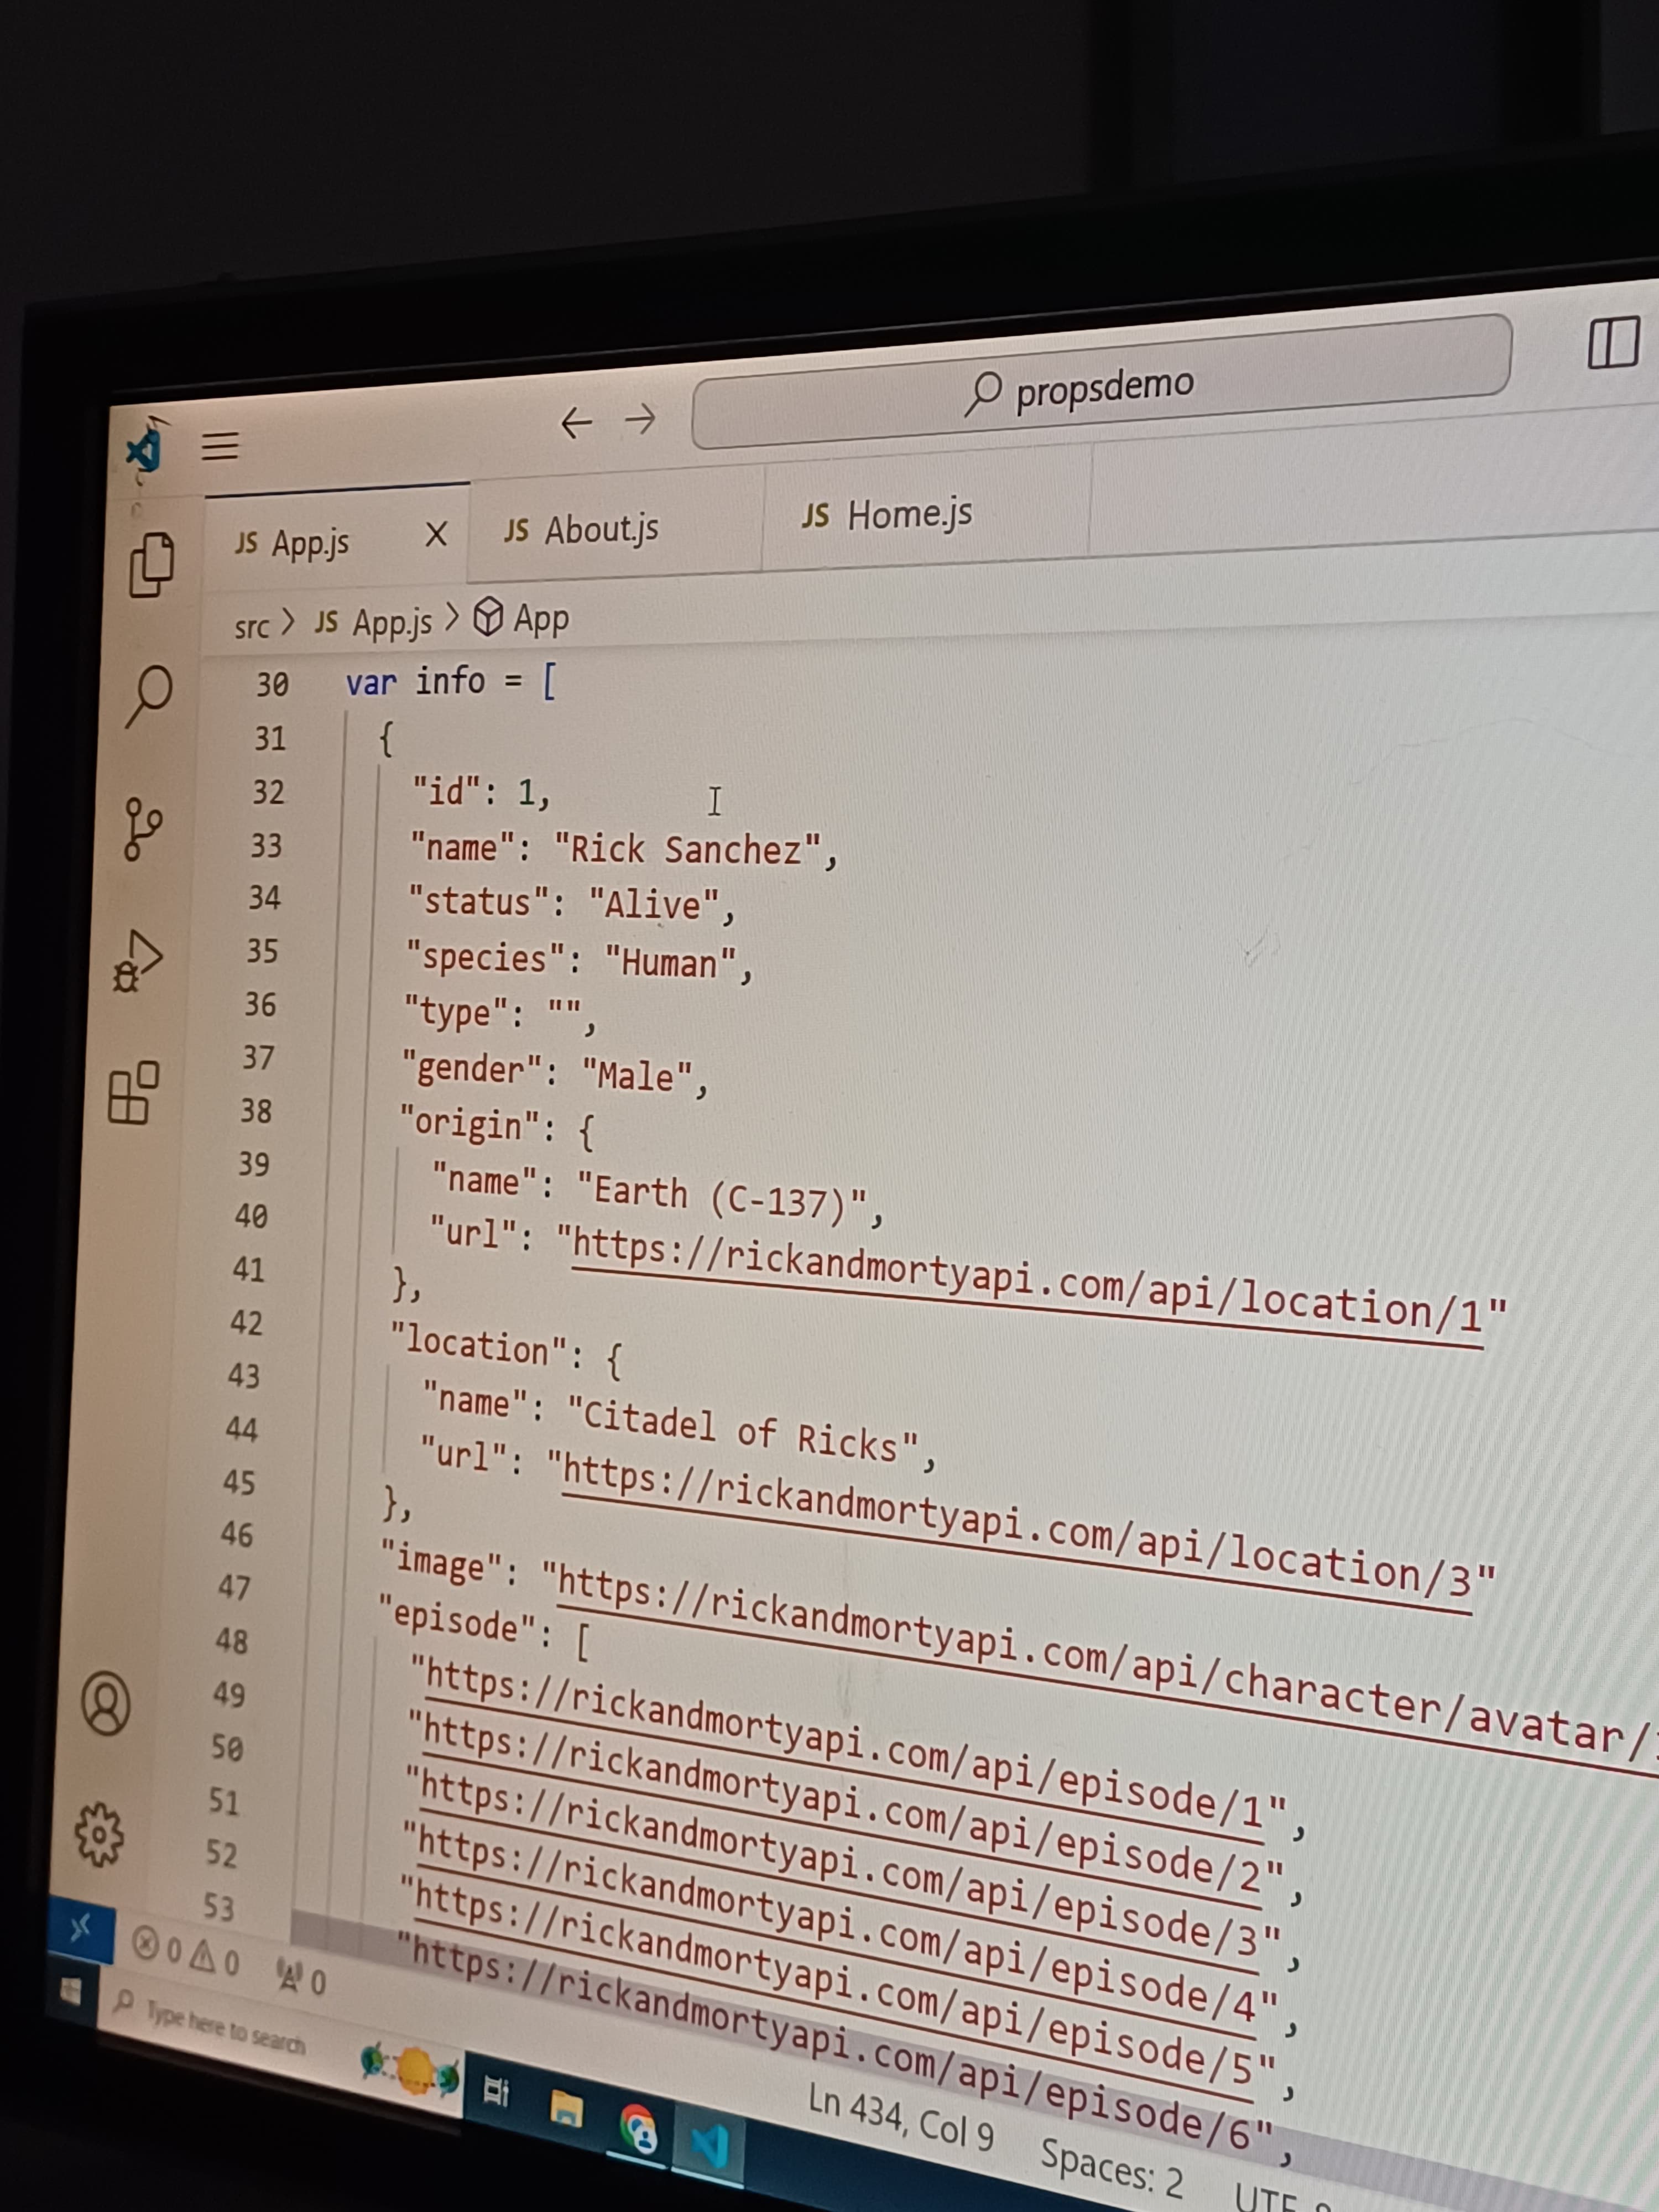 propsdemo
JS App.js X JS About.js JS Home.js
src > JS App.js > App
30 var info = [
31 {
32 "id": 1,
33 "name": "Rick Sanchez",
34 "status": "Alive",
35 "species": "Human",
36 "type": "",
37 "gender": "Male",
38 "origin": {
39 "name": "Earth (C-137)",
40 "url": "https://rickandmortyapi.com/api/location/1"
41 },
42 "location": {
43 "name": "Citadel of Ricks",
44 "url": "https://rickandmortyapi.com/api/location/3"
45 },
46 "image": "https://rickandmortyapi.com/api/character/avatar/
47 "episode": [
48 "https://rickandmortyapi.com/api/episode/1",
49 "https://rickandmortyapi.com/api/episode/2",
50 "https://rickandmortyapi.com/api/episode/3",
51 "https://rickandmortyapi.com/api/episode/4",
52 "https://rickandmortyapi.com/api/episode/5",
53 "https://rickandmortyapi.com/api/episode/6",
0 0 0
Ln 434, Col 9 Spaces: 2
Type here to search